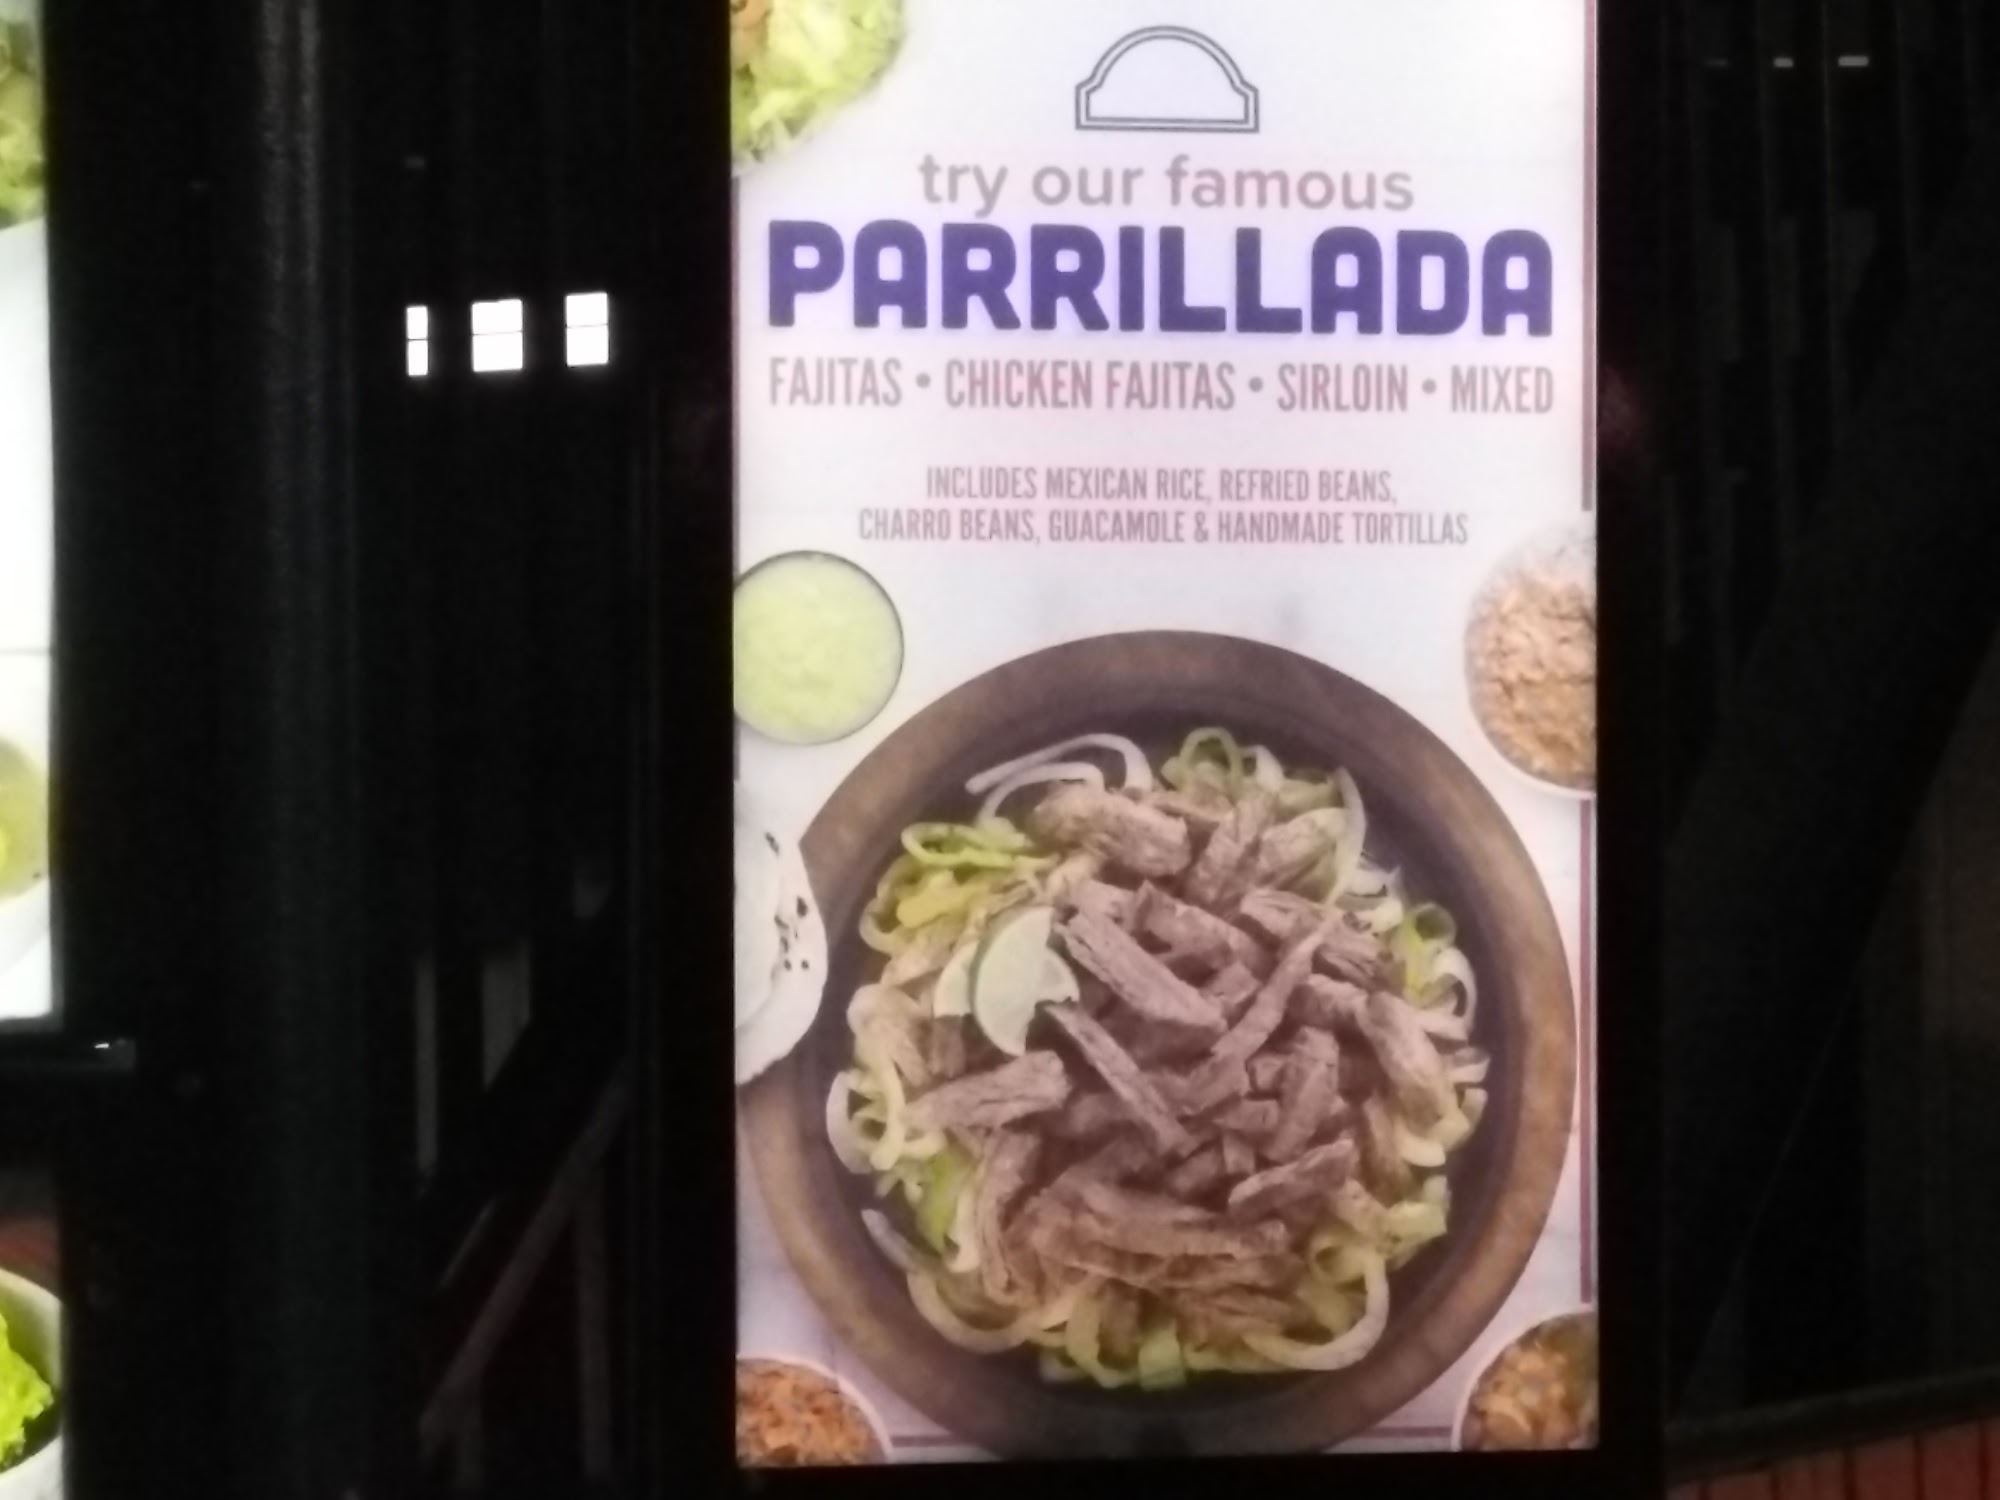 try our famous
PARRILLADA
FAJITAS • CHICKEN FAJITAS • SIRLOIN • MIXED
INCLUDES MEXICAN RICE, REFRIED BEANS,
CHARRO BEANS, GUACAMOLE & HANDMADE TORTILLAS